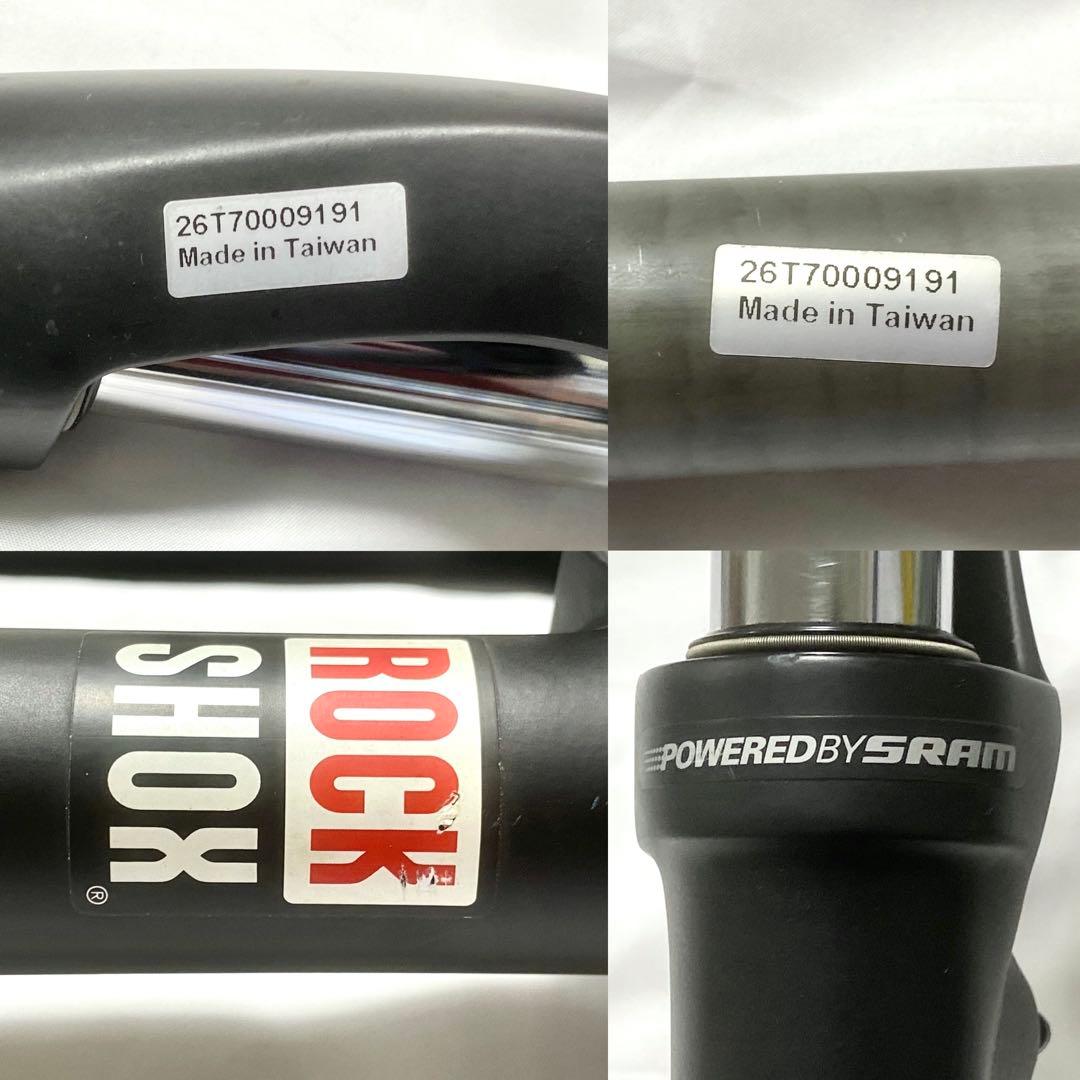 26T70009191
Made in Taiwan
26T70009191
Made in Taiwan
ROCK
SHOX®
POWEREDBYSRAM